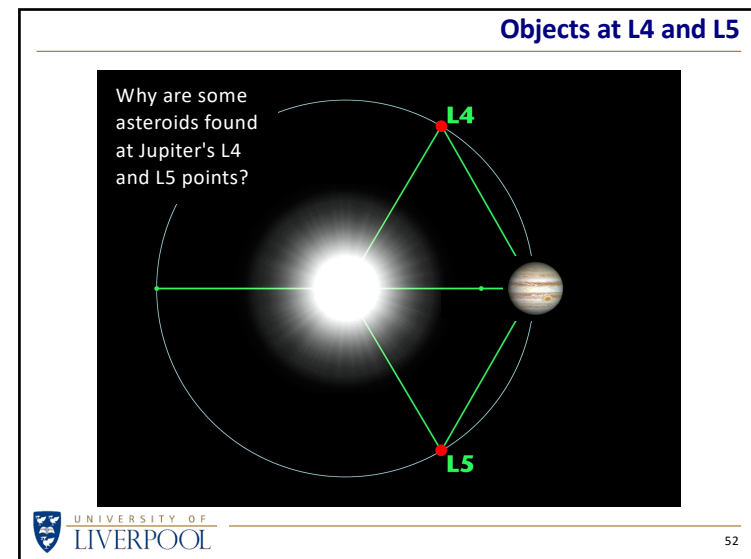 Objects at L4 and L5
Why are some
asteroids found
at Jupiter's L4
and L5 points?
L4
L5
UNIVERSITY OF
LIVERPOOL
52